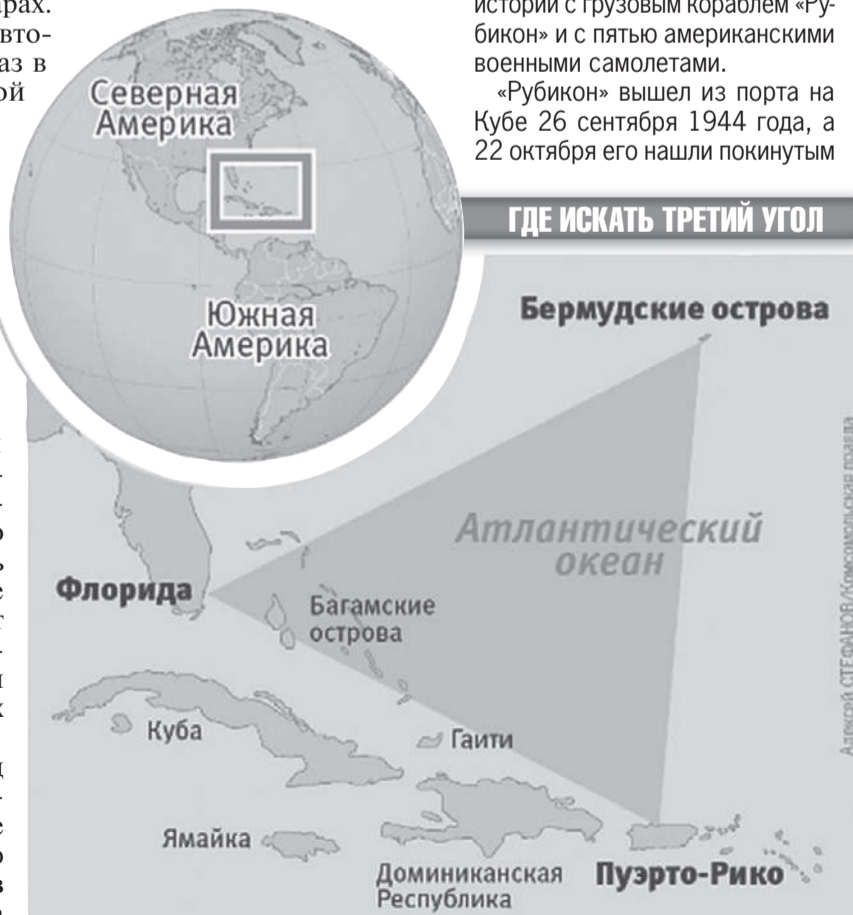 арах.
вто-
аз в
ой
истории с грузовым кораблем «Ру-
бикон» и с пятью американскими
военными самолетами.
«Рубикон» вышел из порта на
Кубе 26 сентября 1944 года, а
22 октября его нашли покинутым
ГДЕ ИСКАТЬ ТРЕТИЙ УГОЛ
Северная
Америка
Южная
Америка
Бермудские острова
Атлантический
океан
Флорида
Багамские
острова
Куба
Гаити
Ямайка
Доминиканская
Республика
Пуэрто-Рико
Алексей СТЕФАНОВ/Комсомольская правда